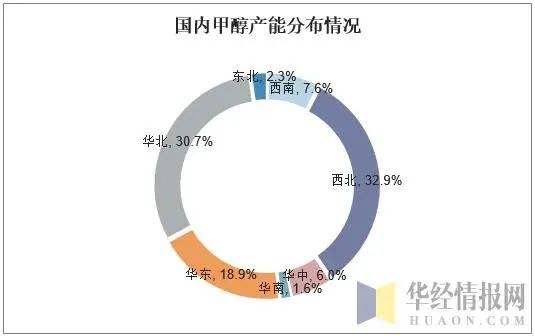 国内甲醇产能分布情况
东北, 2.3%
西南, 7.6%
华北, 30.7%
西北, 32.9%
华东, 18.9%
华中, 6.0%
华南, 1.6%
华经情报网
HUAON.COM